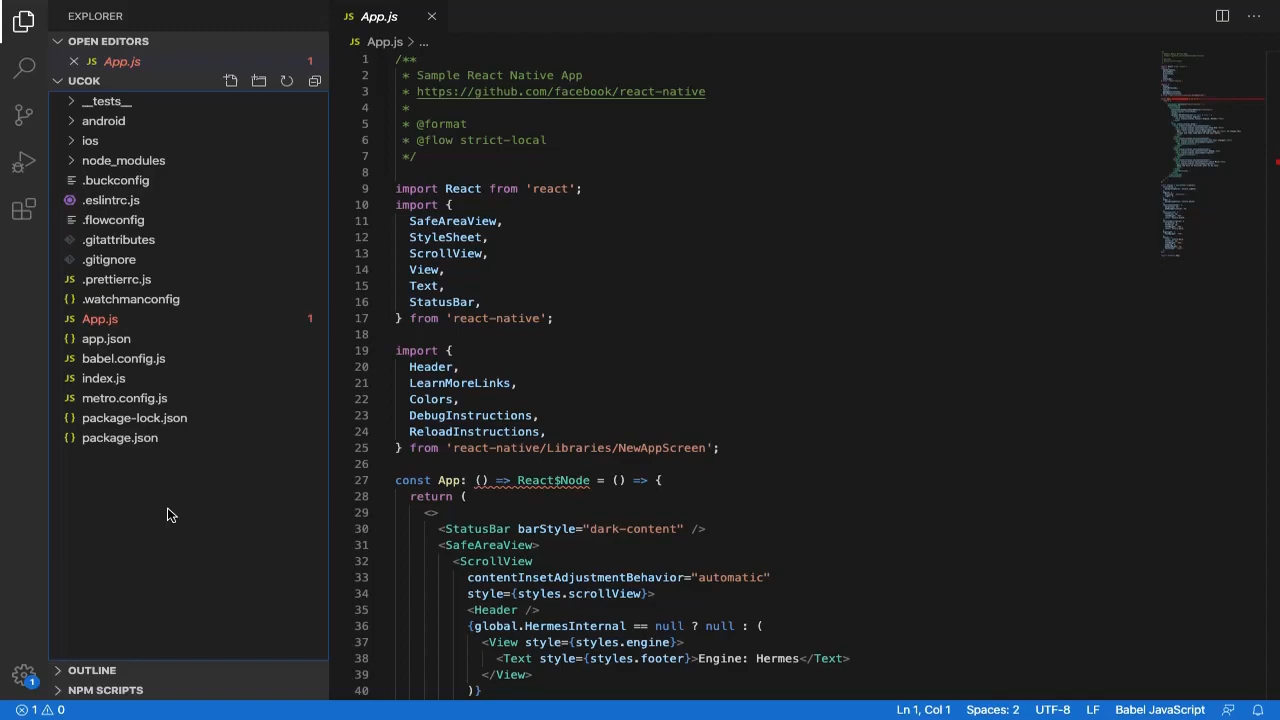 EXPLORER
OPEN EDITORS
App.js 1
UCOK
__tests__
android
ios
node_modules
.buckconfig
.eslintrc.js
.flowconfig
.gitattributes
.gitignore
JS .prettierrc.js
{} .watchmanconfig
JS App.js 1
{} app.json
JS babel.config.js
JS index.js
JS metro.config.js
{} package-lock.json
{} package.json
OUTLINE
NPM SCRIPTS
JS App.js
JS App.js > ...
1 /**
2 * Sample React Native App
3 * https://github.com/facebook/react-native
4 *
5 * @format
6 * @flow strict-local
7 */
8
9 import React from 'react';
10 import {
11 SafeAreaView,
12 StyleSheet,
13 ScrollView,
14 View,
15 Text,
16 StatusBar,
17 } from 'react-native';
18
19 import {
20 Header,
21 LearnMoreLinks,
22 Colors,
23 DebugInstructions,
24 ReloadInstructions,
25 } from 'react-native/Libraries/NewAppScreen';
26
27 const App: () => React$Node = () => {
28 return (
29 <>
30 <StatusBar barStyle="dark-content" />
31 <SafeAreaView>
32 <ScrollView
33 contentInsetAdjustmentBehavior="automatic"
34 style={styles.scrollView}>
35 <Header />
36 {global.HermesInternal == null ? null : (
37 <View style={styles.engine}>
38 <Text style={styles.footer}>Engine: Hermes</Text>
39 </View>
40 )}
1
1 0
Ln 1, Col 1 Spaces: 2 UTF-8 LF Babel JavaScript